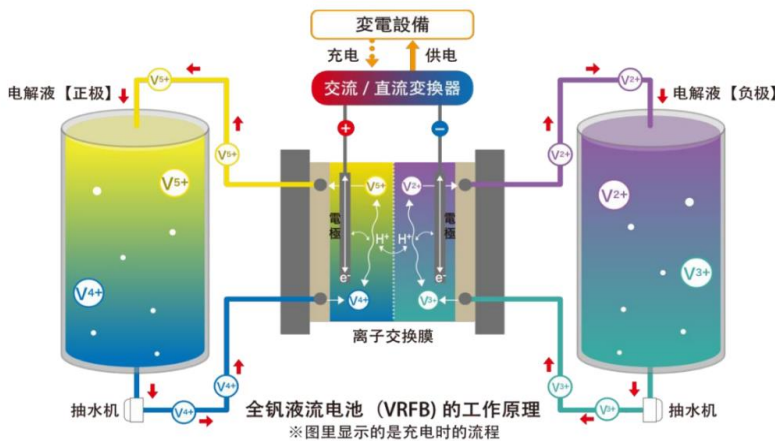 変電設備
充电
供电
交流 / 直流变换器
+
−
电解液【正极】
电解液【负极】
V5+
V5+
V5+
V4+
V4+
V4+
抽水机
V2+
V2+
V2+
V3+
V3+
V3+
抽水机
電極
電極
V5+
V2+
H+
H+
e-
e-
V4+
V3+
离子交换膜
全钒液流电池 (VRFB) 的工作原理
※图里显示的是充电时的流程